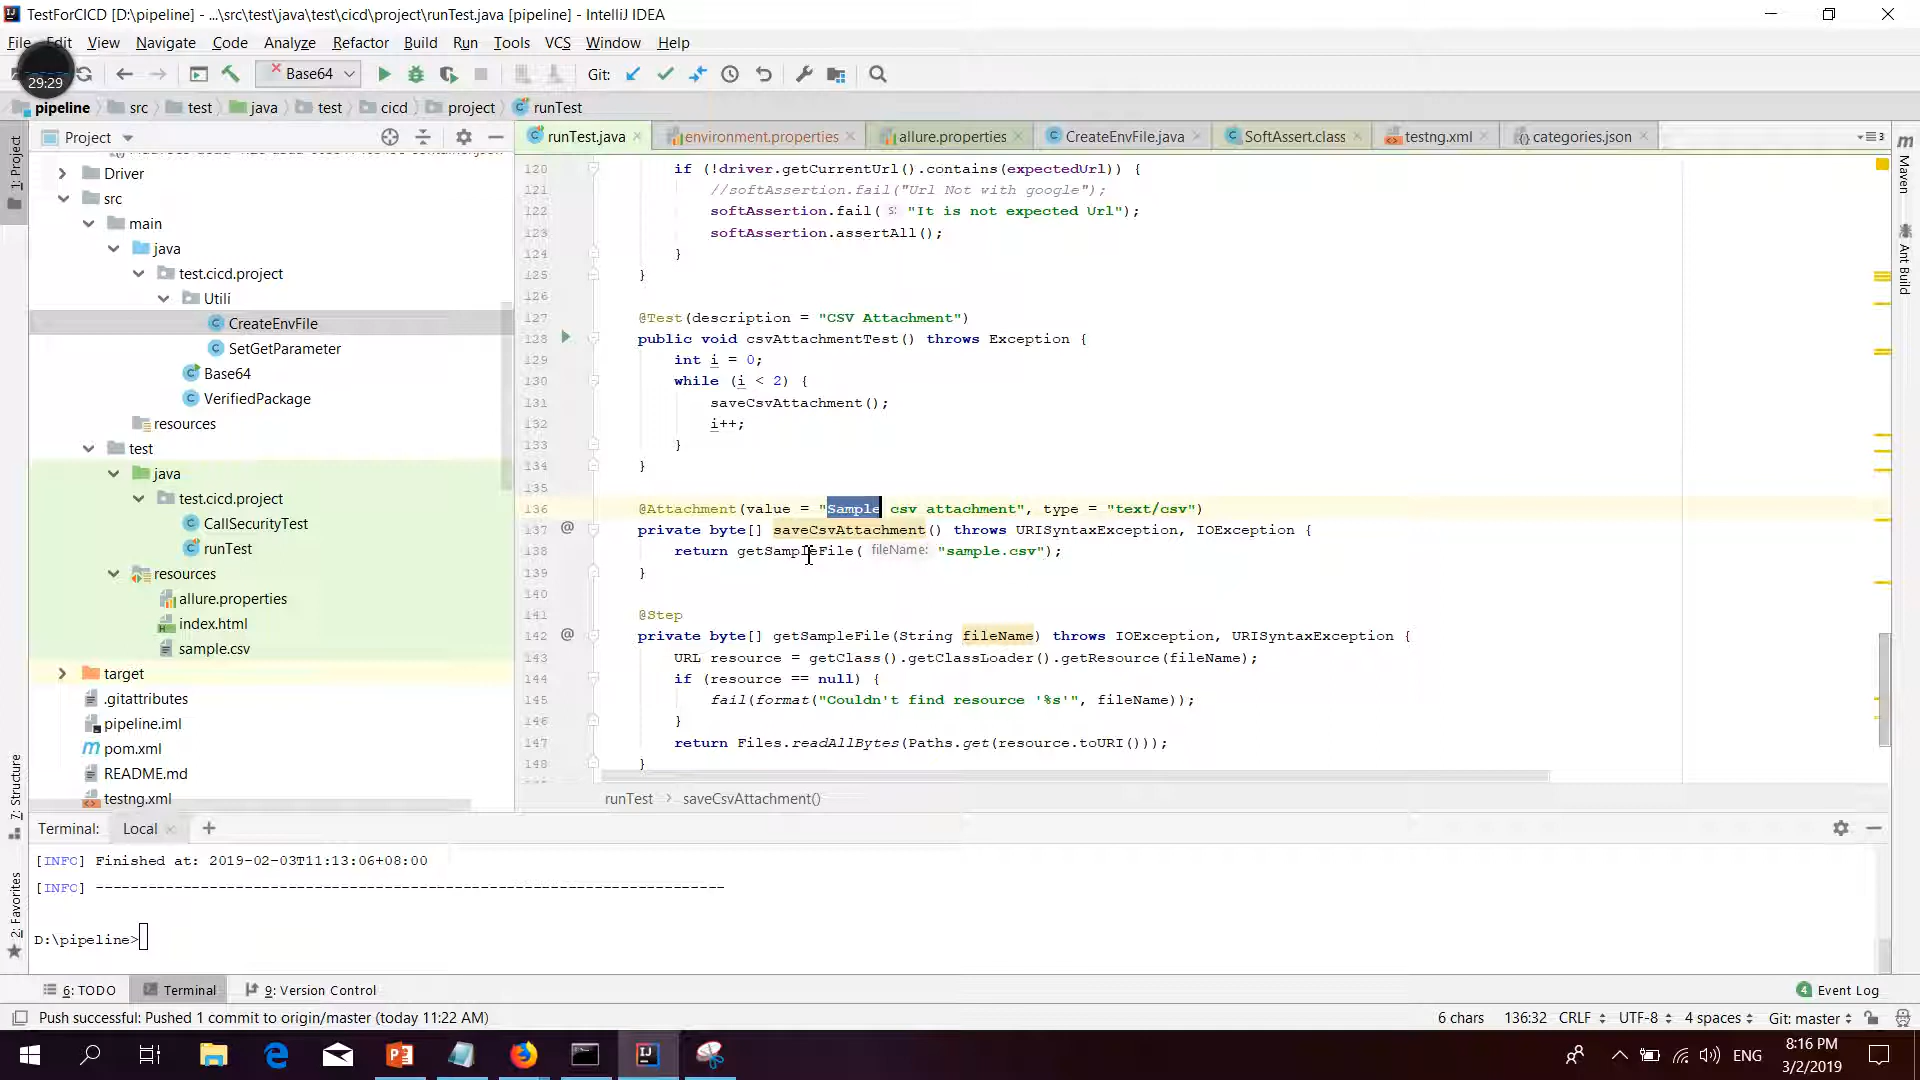 TestForCICD [D:\pipeline] - ...\src\test\java\test\cicd\project\runTest.java [pipeline] - IntelliJ IDEA
File Edit View Navigate Code Analyze Refactor Build Run Tools VCS Window Help
29:29
Base64
Git:
pipeline src test java test cicd project runTest
1: Project
Project
runTest.java environment.properties allure.properties CreateEnvFile.java SoftAssert.class testng.xml categories.json
Maven
Ant Build
Driver
src
main
java
test.cicd.project
Utili
CreateEnvFile
SetGetParameter
Base64
VerifiedPackage
resources
test
java
test.cicd.project
CallSecurityTest
runTest
resources
allure.properties
index.html
sample.csv
target
.gitattributes
pipeline.iml
pom.xml
README.md
testng.xml
120 if (!driver.getCurrentUrl().contains(expectedUrl)) {
121 //softAssertion.fail("Url Not with google");
122 softAssertion.fail( s: "It is not expected Url");
123 softAssertion.assertAll();
124 }
125 }
126
127 @Test(description = "CSV Attachment")
128 public void csvAttachmentTest() throws Exception {
129 int i = 0;
130 while (i < 2) {
131 saveCsvAttachment();
132 i++;
133 }
134 }
135
136 @Attachment(value = "Sample csv attachment", type = "text/csv")
137 @ private byte[] saveCsvAttachment() throws URISyntaxException, IOException {
138 return getSampleFile( fileName: "sample.csv");
139 }
140
141 @Step
142 @ private byte[] getSampleFile(String fileName) throws IOException, URISyntaxException {
143 URL resource = getClass().getClassLoader().getResource(fileName);
144 if (resource == null) {
145 fail(format("Couldn't find resource '%s'", fileName));
146 }
147 return Files.readAllBytes(Paths.get(resource.toURI()));
148 }
runTest > saveCsvAttachment()
7: Structure
2: Favorites
Terminal: Local +
[INFO] Finished at: 2019-02-03T11:13:06+08:00
[INFO] ------------------------------------------------------------------------
D:\pipeline>
6: TODO Terminal 9: Version Control 4 Event Log
Push successful: Pushed 1 commit to origin/master (today 11:22 AM) 6 chars 136:32 CRLF UTF-8 4 spaces Git: master
ENG
8:16 PM
3/2/2019